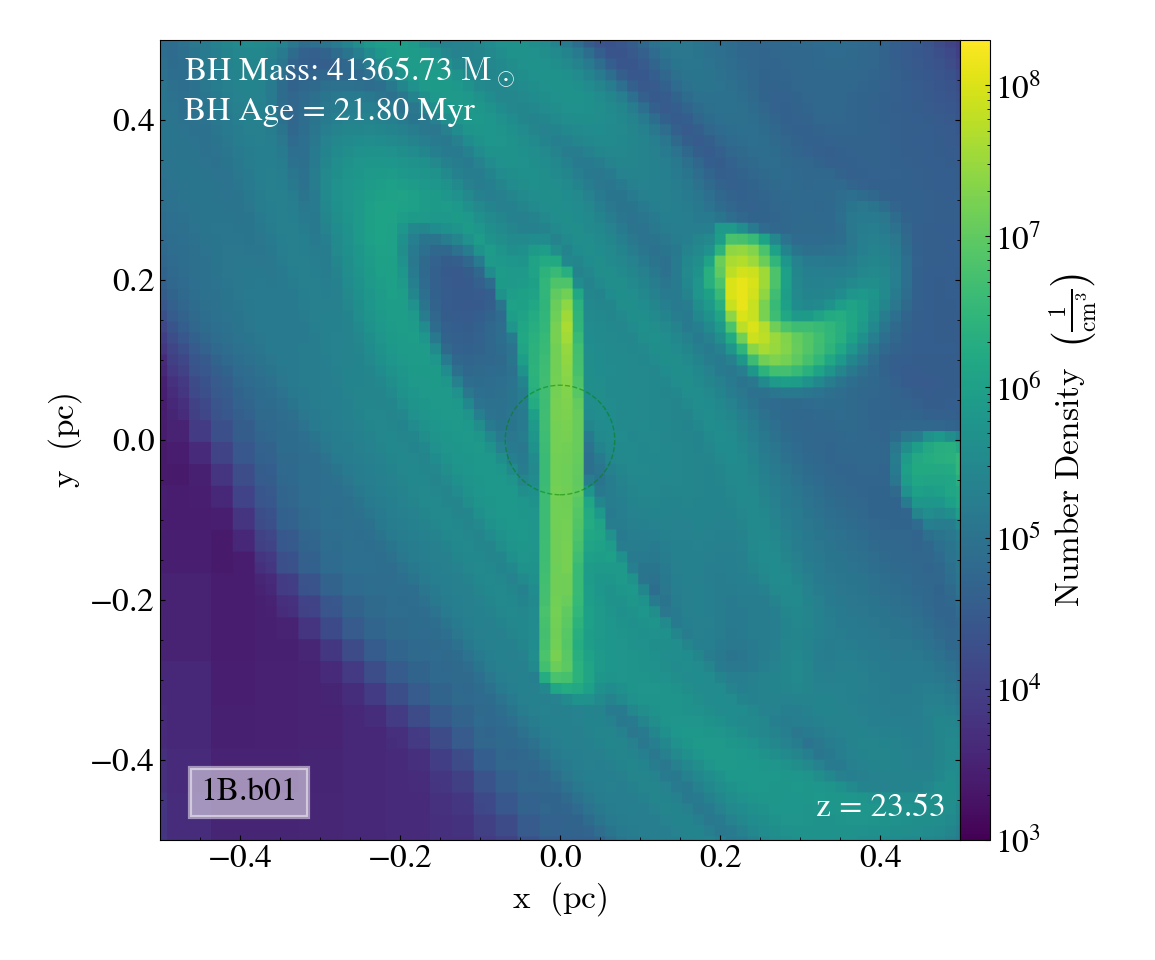 BH Mass: 41365.73 M⊙
BH Age = 21.80 Myr
1B.b01
z = 23.53
0.4
0.2
0.0
−0.2
−0.4
y (pc)
−0.4
−0.2
0.0
0.2
0.4
x (pc)
10⁸
10⁷
10⁶
10⁵
10⁴
10³
Number Density (1/cm³)